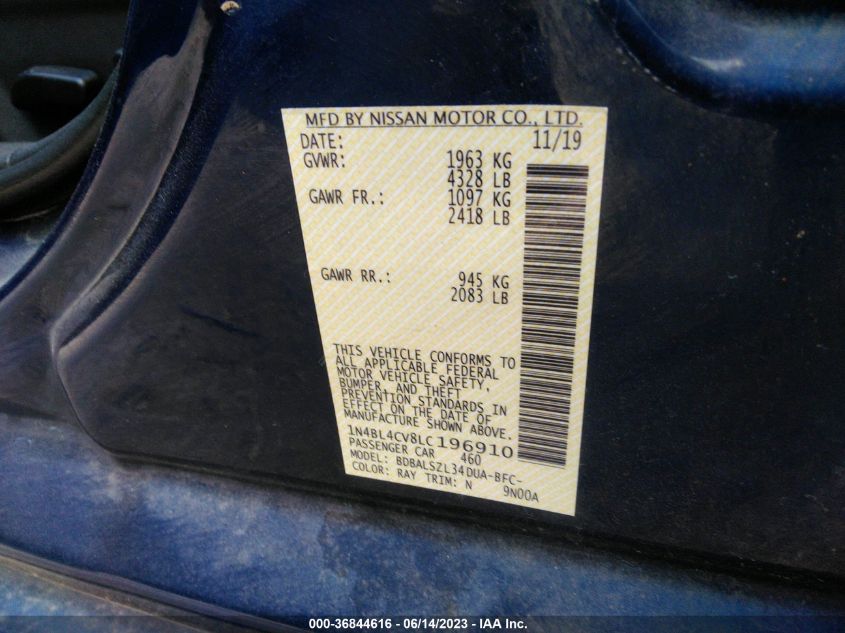 MFD BY NISSAN MOTOR CO., LTD.
DATE: 11/19
GVWR: 1963 KG
4328 LB
GAWR FR.: 1097 KG
2418 LB
GAWR RR.: 945 KG
2083 LB
THIS VEHICLE CONFORMS TO
ALL APPLICABLE FEDERAL
MOTOR VEHICLE SAFETY,
BUMPER, AND THEFT
PREVENTION STANDARDS IN
EFFECT ON THE DATE OF
MANUFACTURE SHOWN ABOVE.
1N4BL4CV8LC196910
PASSENGER CAR 460
MODEL: BDBALSZL34DUA-BFC-
COLOR: RAY TRIM: N 9N00A
000-36844616 - 06/14/2023 - IAA Inc.